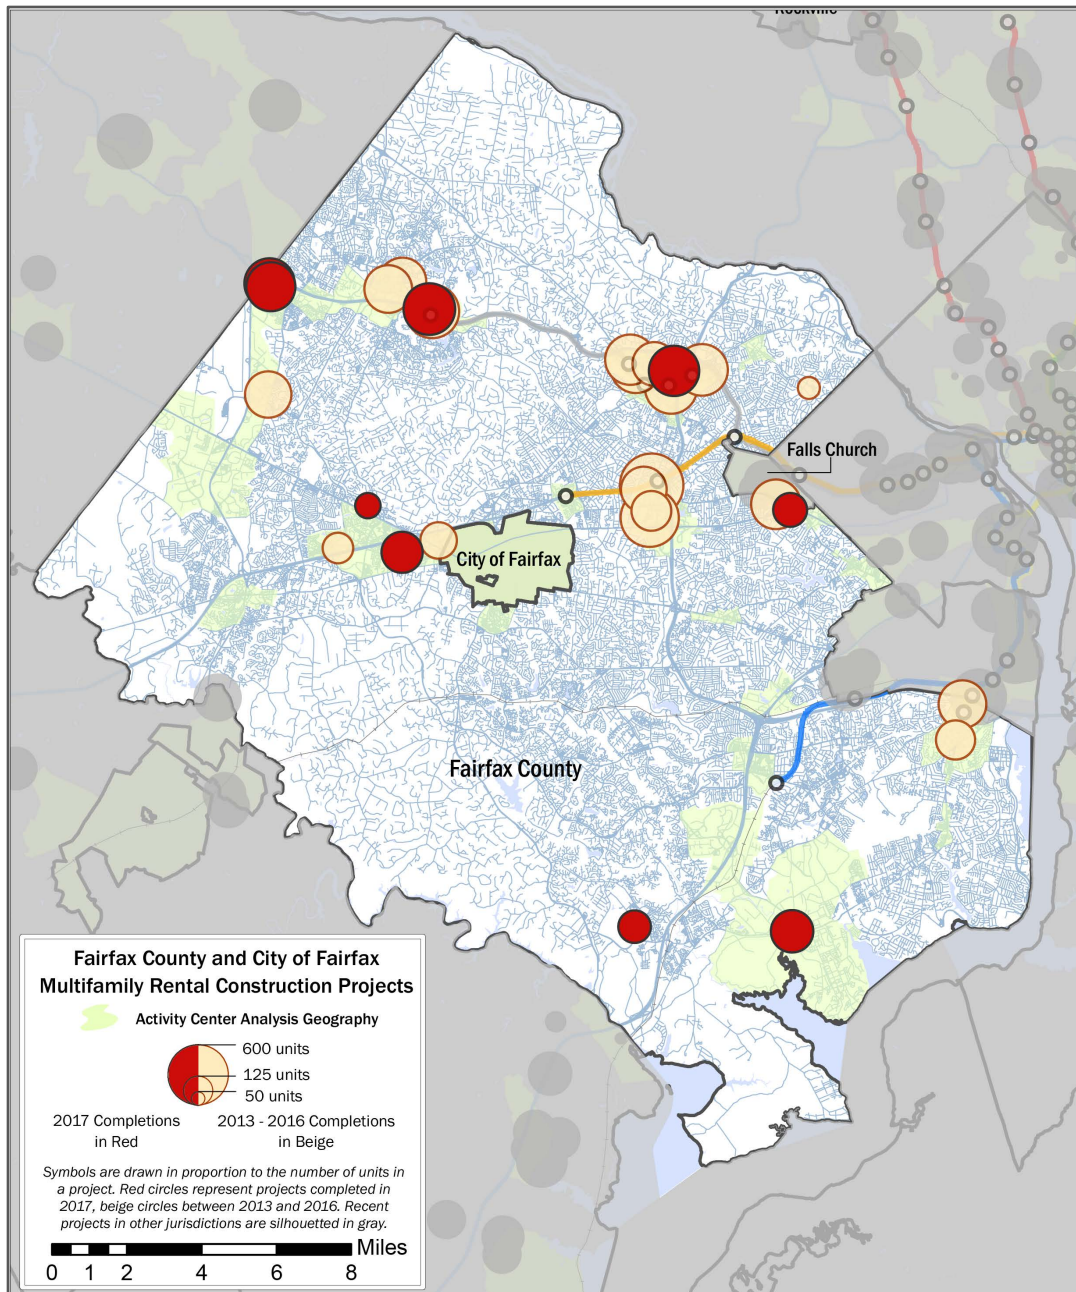 Rockville
Falls Church
City of Fairfax
Fairfax County
Fairfax County and City of Fairfax
Multifamily Rental Construction Projects
Activity Center Analysis Geography
600 units
125 units
50 units
2017 Completions
in Red
2013 - 2016 Completions
in Beige
Symbols are drawn in proportion to the number of units in
a project. Red circles represent projects completed in
2017, beige circles between 2013 and 2016. Recent
projects in other jurisdictions are silhouetted in gray.
Miles
0 1 2 4 6 8